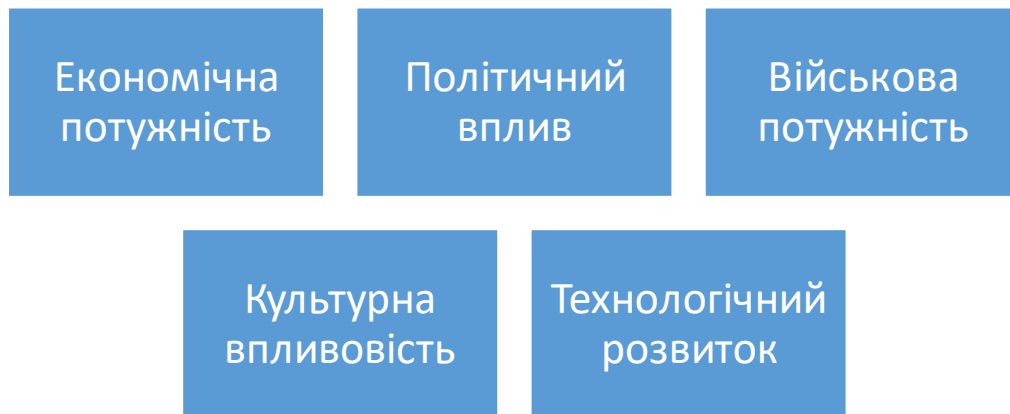 Економічна
потужність
Політичний
вплив
Військова
потужність
Культурна
впливовість
Технологічний
розвиток